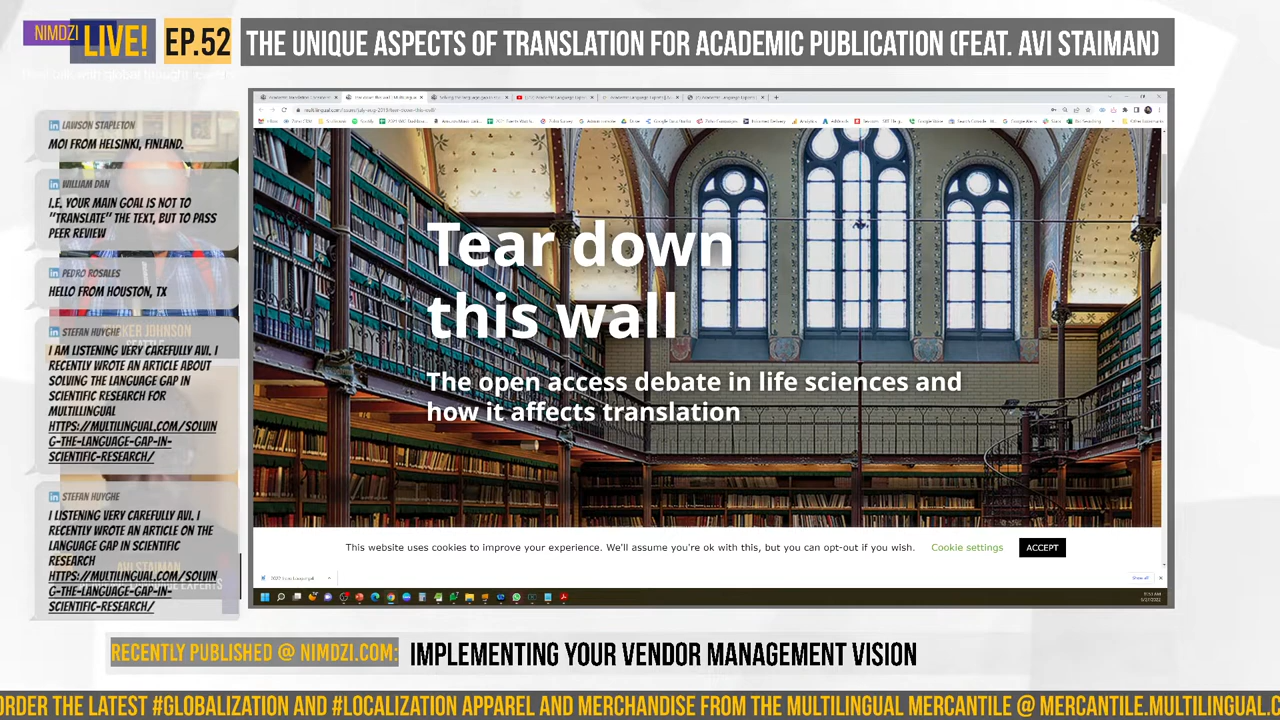 NIMDZI
LIVE!
EP.52
THE UNIQUE ASPECTS OF TRANSLATION FOR ACADEMIC PUBLICATION (FEAT. AVI STAIMAN)
LAWSON STAPLETON
MOI FROM HELSINKI, FINLAND.
WILLIAM DAN
I.E, YOUR MAIN GOAL IS NOT TO
"TRANSLATE" THE TEXT, BUT TO PASS
PEER REVIEW
PEDRO ROSALES
HELLO FROM HOUSTON, TX
STEFAN HUYGHE
I AM LISTENING VERY CAREFULLY AVI, I
RECENTLY WROTE AN ARTICLE ABOUT
SOLVING THE LANGUAGE GAP IN
SCIENTIFIC RESEARCH FOR
MULTILLINGUAL
HTTPS://MULTILINGUAL.COM/SOLVIN
G-THE-LANGUAGE-GAP-IN-
SCIENTIFIC-RESEARCH/
STEFAN HUYGHE
I LISTENING VERY CAREFULLY AVI, I
RECENTLY WROTE AN ARTICLE ON THE
LANGUAGE GAP IN SCIENTIFIC
RESEARCH
HTTPS://MULTILINGUAL.COM/SOLVIN
G-THE-LANGUAGE-GAP-IN-
SCIENTIFIC-RESEARCH/
Tear down
this wall
The open access debate in life sciences and
how it affects translation
This website uses cookies to improve your experience. We'll assume you're ok with this, but you can opt-out if you wish.
Cookie settings
ACCEPT
Show all
RECENTLY PUBLISHED @ NIMDZI.COM:
IMPLEMENTING YOUR VENDOR MANAGEMENT VISION
ORDER THE LATEST #GLOBALIZATION AND #LOCALIZATION APPAREL AND MERCHANDISE FROM THE MULTILINGUAL MERCANTILE @ MERCANTILE.MULTILINGUAL.C